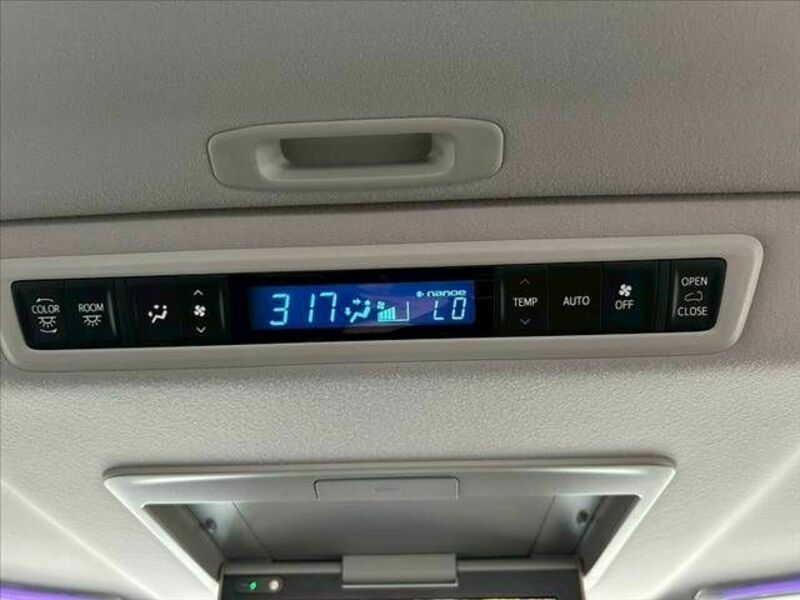 COLOR
ROOM
317
nanoe
LO
TEMP
AUTO
OFF
OPEN
CLOSE